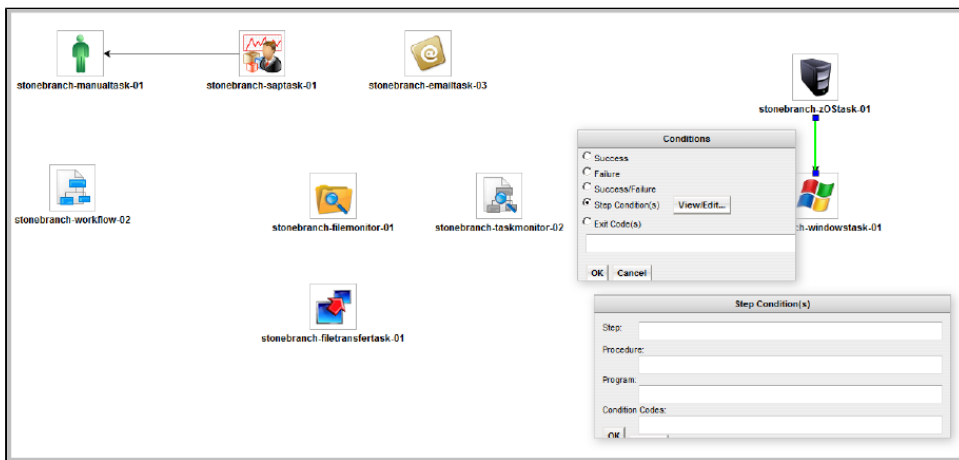 stonebranch-manualtask-01
stonebranch-saptask-01
stonebranch-emailtask-03
stonebranch-zOStask-01
stonebranch-workflow-02
stonebranch-filemonitor-01
stonebranch-taskmonitor-02
ch-windowstask-01
stonebranch-filetransfertask-01
Conditions
Success
Failure
Success/Failure
Step Condition(s)
View/Edit...
Exit Code(s)
OK
Cancel
Step Condition(s)
Step:
Procedure:
Program:
Condition Codes:
OK